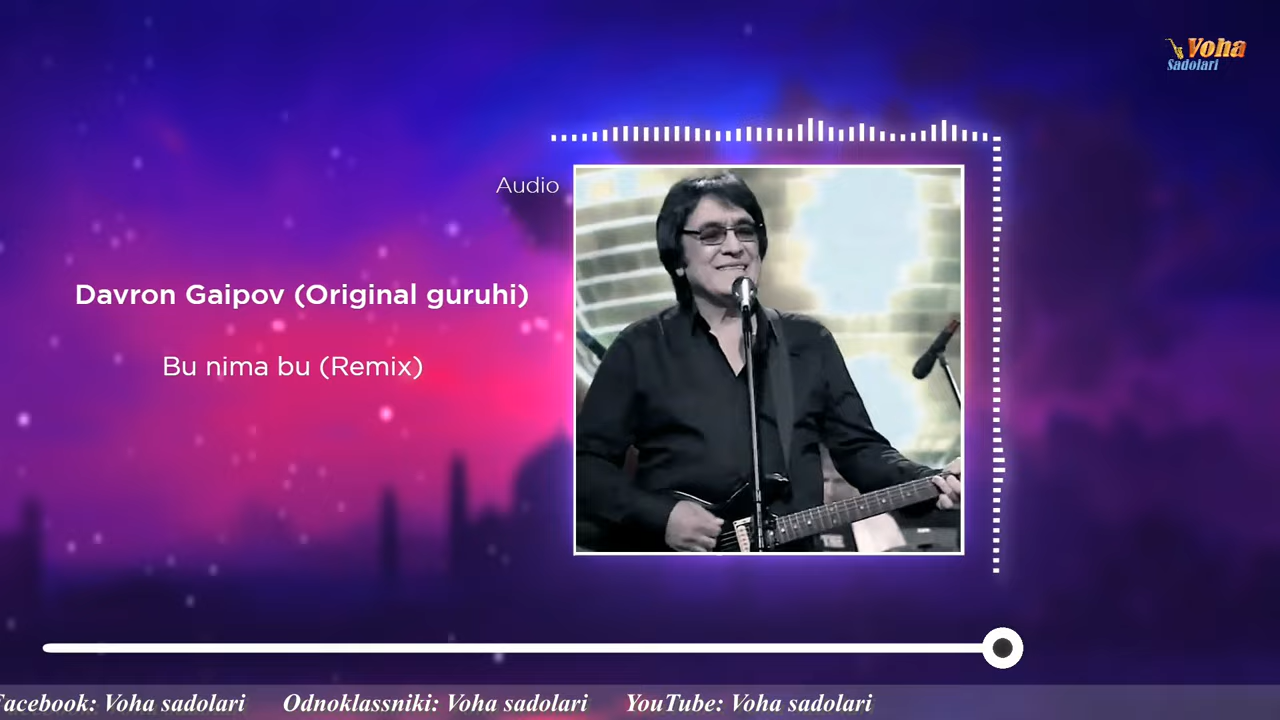 Voha
Sadolari
Audio
Davron Gaipov (Original guruhi)
Bu nima bu (Remix)
Facebook: Voha sadolari Odnoklassniki: Voha sadolari YouTube: Voha sadolari